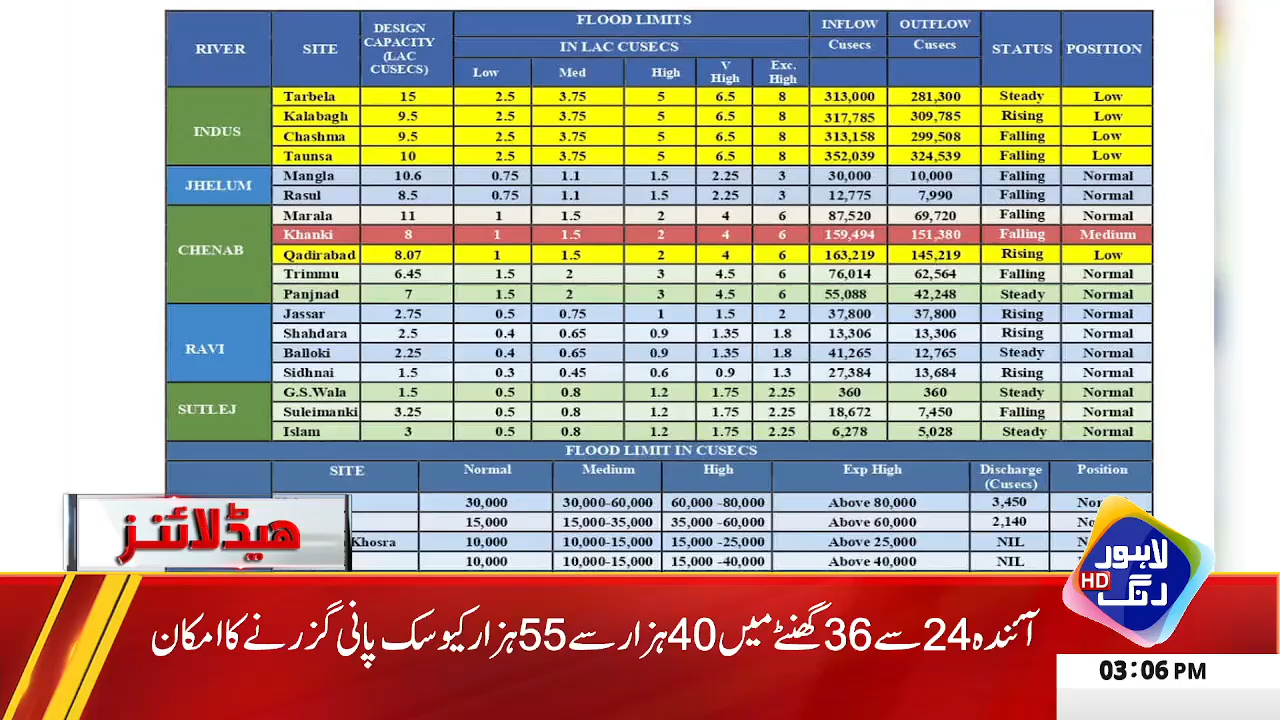 RIVER SITE DESIGN CAPACITY (LAC CUSECS) FLOOD LIMITS INFLOW OUTFLOW STATUS POSITION
IN LAC CUSECS Cusecs Cusecs
Low Med High V High Exc. High
INDUS
Tarbela 15 2.5 3.75 5 6.5 8 313,000 281,300 Steady Low
Kalabagh 9.5 2.5 3.75 5 6.5 8 317,785 309,785 Rising Low
Chashma 9.5 2.5 3.75 5 6.5 8 313,158 299,508 Falling Low
Taunsa 10 2.5 3.75 5 6.5 8 352,039 324,539 Falling Low
JHELUM
Mangla 10.6 0.75 1.1 1.5 2.25 3 30,000 10,000 Falling Normal
Rasul 8.5 0.75 1.1 1.5 2.25 3 12,775 7,990 Falling Normal
CHENAB
Marala 11 1 1.5 2 4 6 87,520 69,720 Falling Normal
Khanki 8 1 1.5 2 4 6 159,494 151,380 Falling Medium
Qadirabad 8.07 1 1.5 2 4 6 163,219 145,219 Rising Low
Trimmu 6.45 1.5 2 3 4.5 6 76,014 62,564 Falling Normal
Panjnad 7 1.5 2 3 4.5 6 55,088 42,248 Steady Normal
RAVI
Jassar 2.75 0.5 0.75 1 1.5 2 37,800 37,800 Rising Normal
Shahdara 2.5 0.4 0.65 0.9 1.35 1.8 13,306 13,306 Rising Normal
Balloki 2.25 0.4 0.65 0.9 1.35 1.8 41,265 12,765 Steady Normal
Sidhnai 1.5 0.3 0.45 0.6 0.9 1.3 27,384 13,684 Rising Normal
SUTLEJ
G.S.Wala 1.5 0.5 0.8 1.2 1.75 2.25 360 360 Steady Normal
Suleimanki 3.25 0.5 0.8 1.2 1.75 2.25 18,672 7,450 Falling Normal
Islam 3 0.5 0.8 1.2 1.75 2.25 6,278 5,028 Steady Normal
FLOOD LIMIT IN CUSECS
SITE Normal Medium High Exp High Discharge (Cusecs) Position
30,000 30,000-60,000 60,000 -80,000 Above 80,000 3,450
15,000 15,000-35,000 35,000 -60,000 Above 60,000 2,140
Khosra 10,000 10,000-15,000 15,000 -25,000 Above 25,000 NIL
10,000 10,000-15,000 15,000 -40,000 Above 40,000 NIL
ہیڈلائنز
لاہور
رنگ
HD
آئندہ 24 سے 36 گھنٹے میں 40 ہزار سے 55 ہزار کیوسک پانی گزرنے کا امکان
03:06 PM